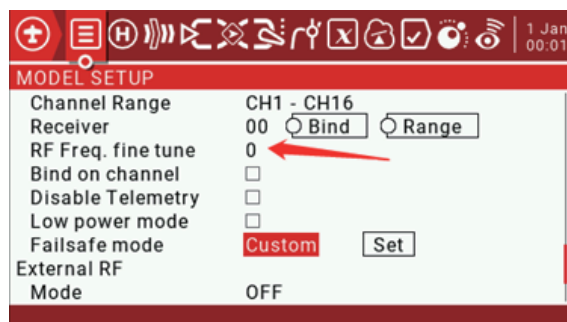 1 Jan
00:01
MODEL SETUP
Channel Range CH1 - CH16
Receiver 00 Bind Range
RF Freq. fine tune 0
Bind on channel
Disable Telemetry
Low power mode
Failsafe mode Custom Set
External RF
Mode OFF